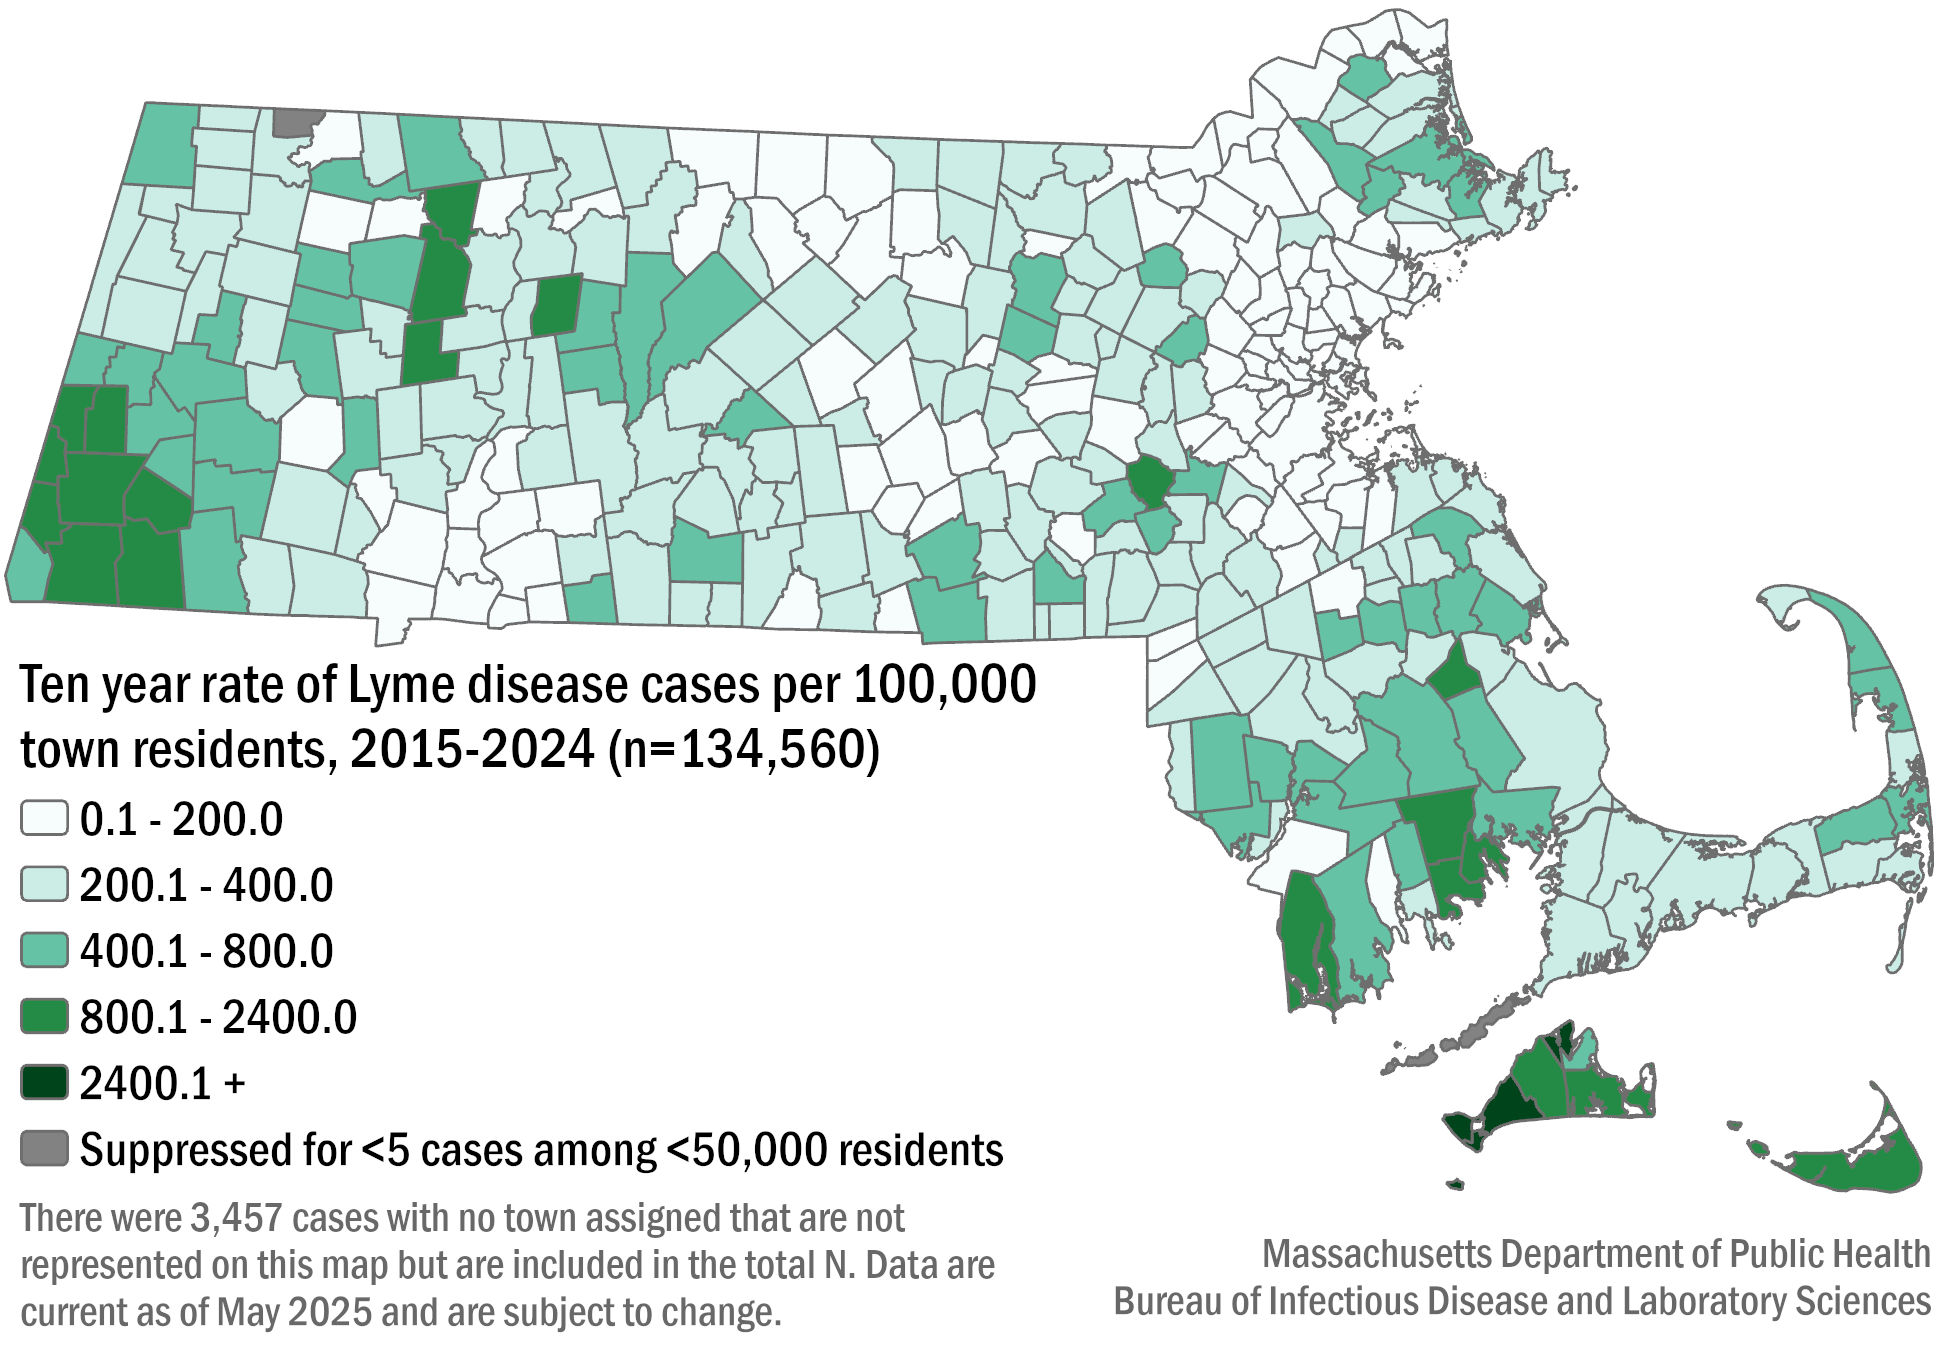 Ten year rate of Lyme disease cases per 100,000
town residents, 2015-2024 (n=134,560)
0.1 - 200.0
200.1 - 400.0
400.1 - 800.0
800.1 - 2400.0
2400.1 +
Suppressed for <5 cases among <50,000 residents
There were 3,457 cases with no town assigned that are not
represented on this map but are included in the total N. Data are
current as of May 2025 and are subject to change.
Massachusetts Department of Public Health
Bureau of Infectious Disease and Laboratory Sciences